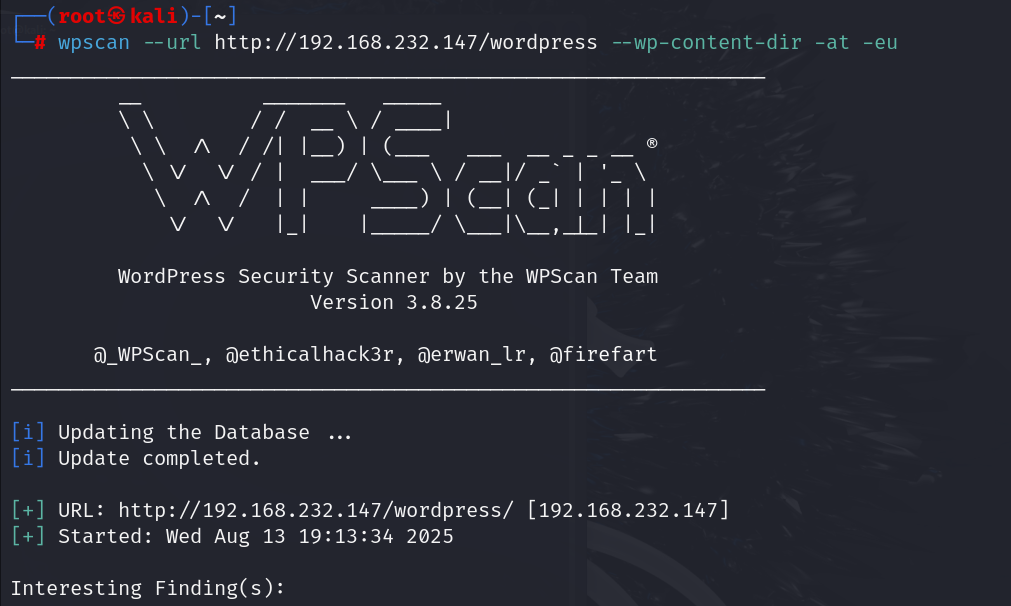 ┌──(root㉿kali)-[~]
└─# wpscan --url http://192.168.232.147/wordpress --wp-content-dir -at -eu
_______________________________________________________________
         __          _______   _____
         \ \        / /  __ \ / ____|
          \ \  /\  / /| |__) | (___   ___  __ _ _ __ ®
           \ \/  \/ / |  ___/ \___ \ / __|/ _` | '_ \
            \  /\  /  | |     ____) | (__| (_| | | | |
             \/  \/   |_|    |_____/ \___|\__,_|_| |_|

         WordPress Security Scanner by the WPScan Team
                         Version 3.8.25

       @_WPScan_, @ethicalhack3r, @erwan_lr, @firefart
_______________________________________________________________

[i] Updating the Database ...
[i] Update completed.

[+] URL: http://192.168.232.147/wordpress/ [192.168.232.147]
[+] Started: Wed Aug 13 19:13:34 2025

Interesting Finding(s):